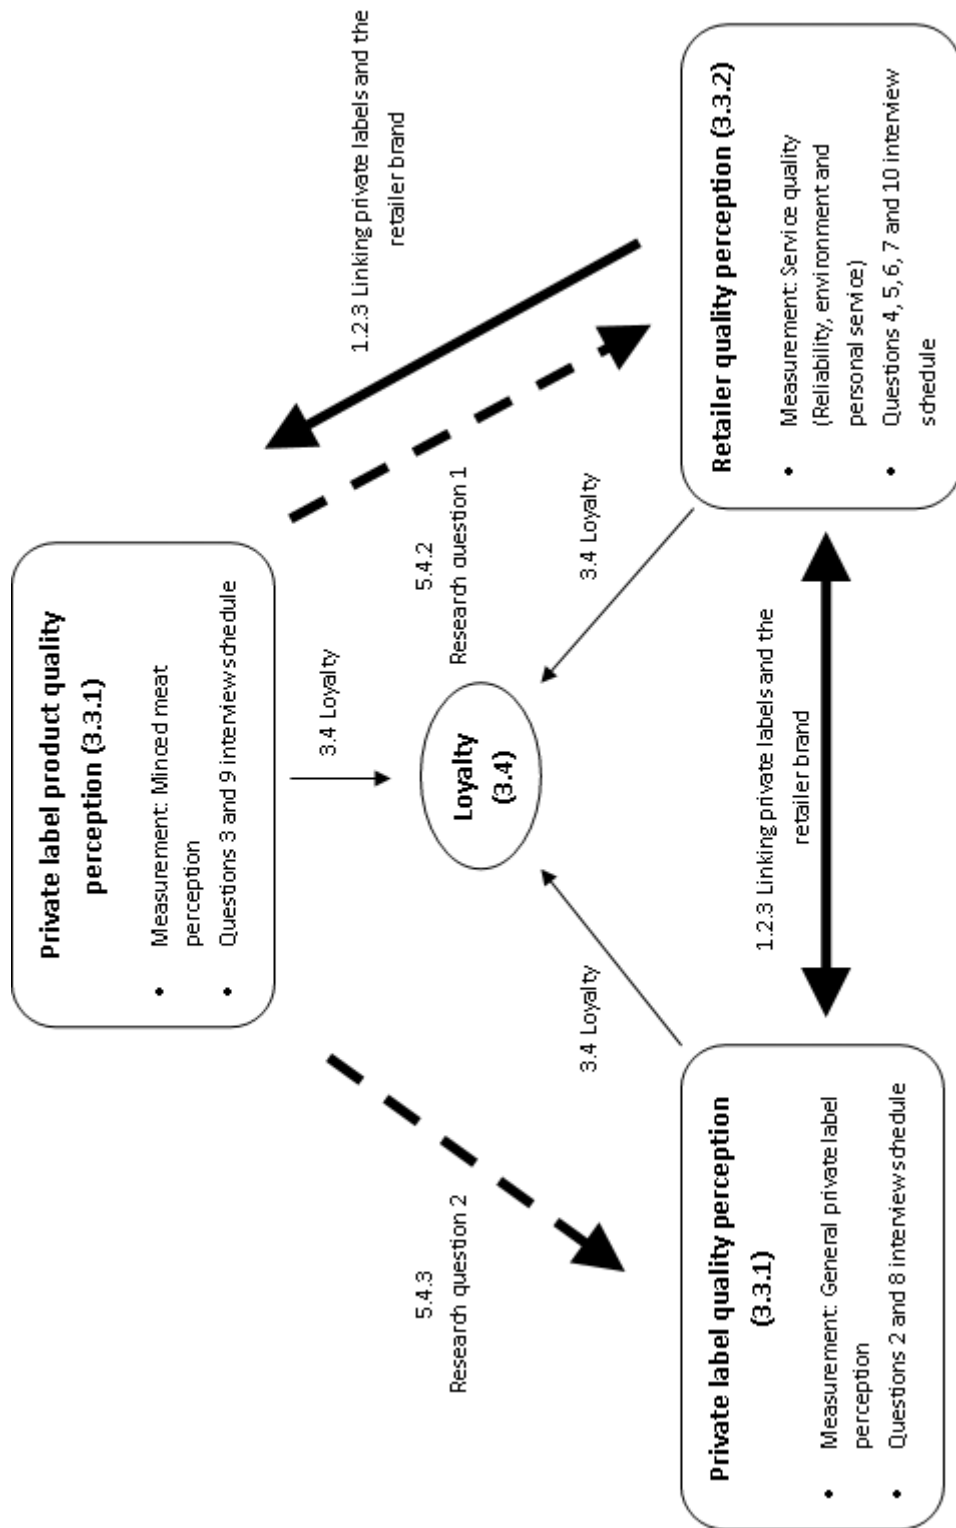 Private label product quality
perception (3.3.1)
• Measurement: Minced meat
perception
• Questions 3 and 9 interview schedule
1.2.3 Linking private labels and the
retailer brand
5.4.3
Research question 2
3.4 Loyalty
5.4.2
Research question 1
Loyalty
(3.4)
3.4 Loyalty
3.4 Loyalty
Private label quality perception
(3.3.1)
• Measurement: General private label
perception
• Questions 2 and 8 interview schedule
1.2.3 Linking private labels and the
retailer brand
Retailer quality perception (3.3.2)
• Measurement: Service quality
(Reliability, environment and
personal service)
• Questions 4, 5, 6, 7 and 10 interview
schedule